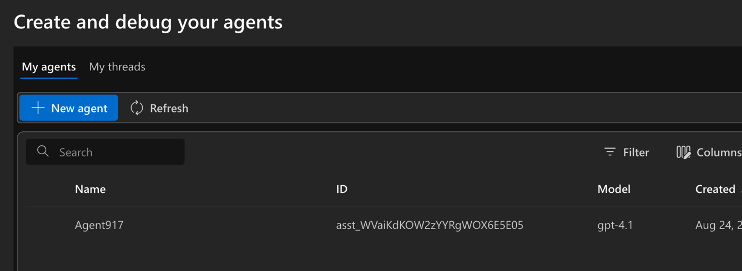 Create and debug your agents
My agents My threads
New agent Refresh
Search Filter Columns
Name ID Model Created
Agent917 asst_WVaiKdKOW2zYYRgWOX6E5E05 gpt-4.1 Aug 24, 2